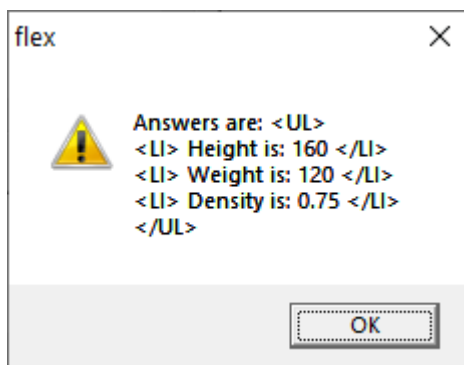 flex
Answers are: <UL>
<LI> Height is: 160 </LI>
<LI> Weight is: 120 </LI>
<LI> Density is: 0.75 </LI>
</UL>
OK